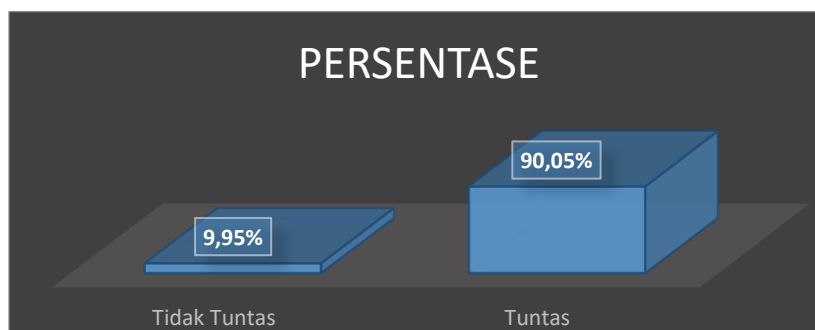 PERSENTASE
90,05%
9,95%
Tidak Tuntas
Tuntas